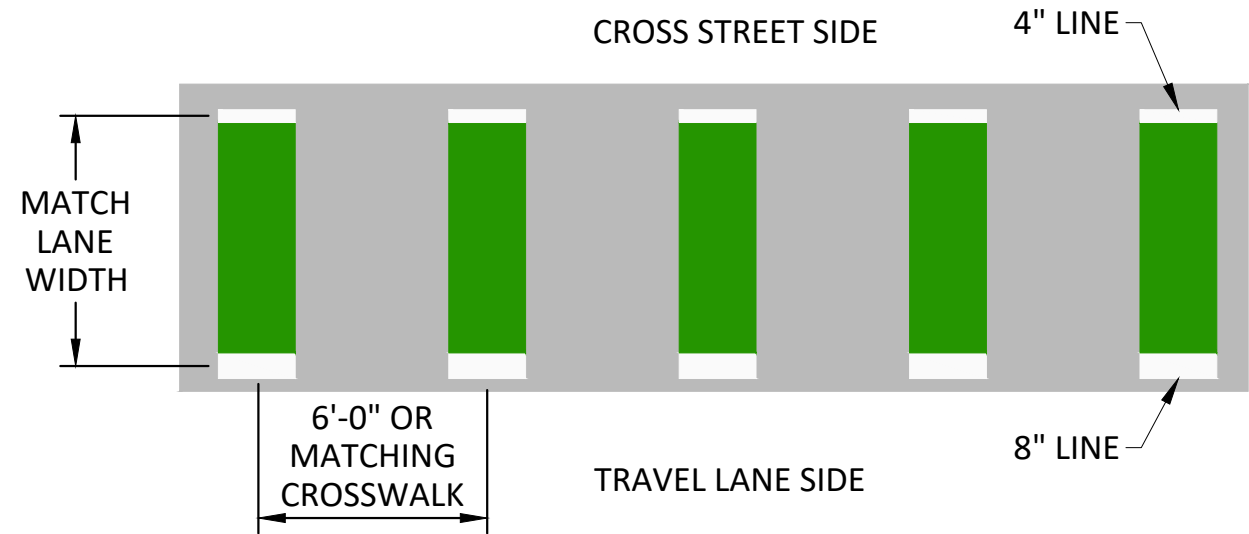 CROSS STREET SIDE
4" LINE
MATCH
LANE
WIDTH
6'-0" OR
MATCHING
CROSSWALK
TRAVEL LANE SIDE
8" LINE